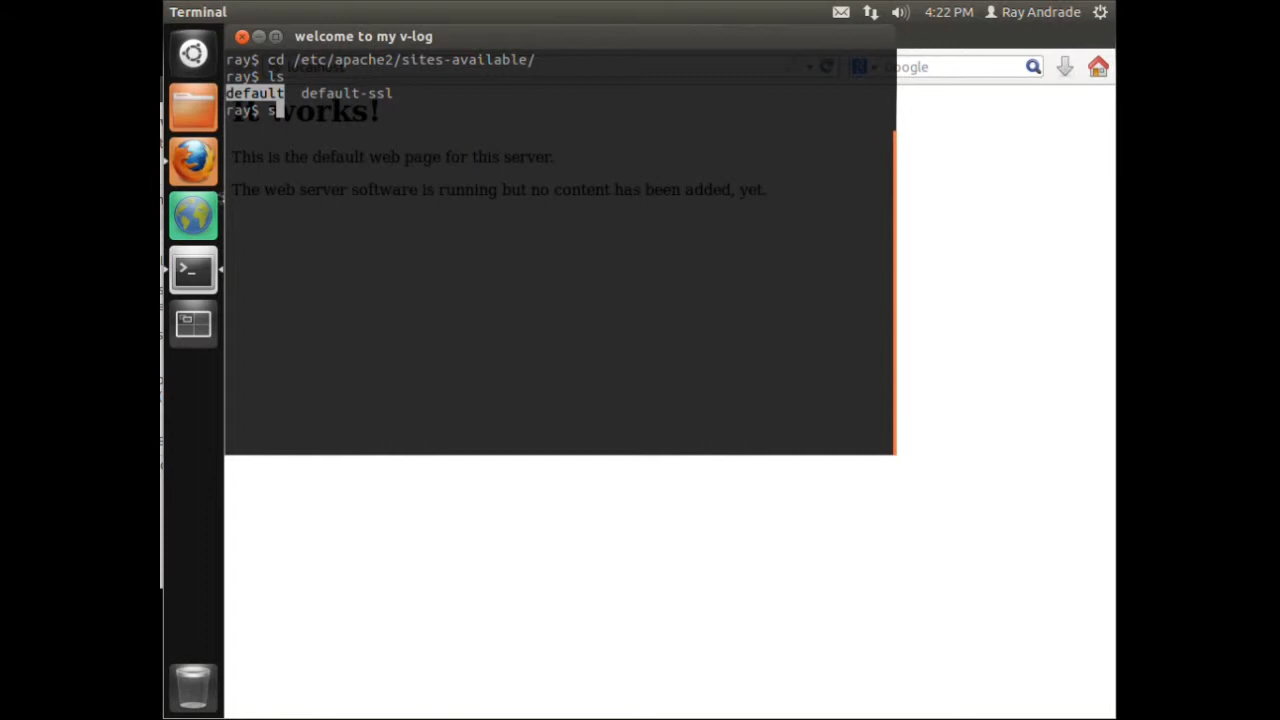 Terminal
4:22 PM Ray Andrade
welcome to my v-log
ray$ cd /etc/apache2/sites-available/
Google
ray$ ls
default default-ssl
ray$ s
It works!
This is the default web page for this server.
The web server software is running but no content has been added, yet.
>_